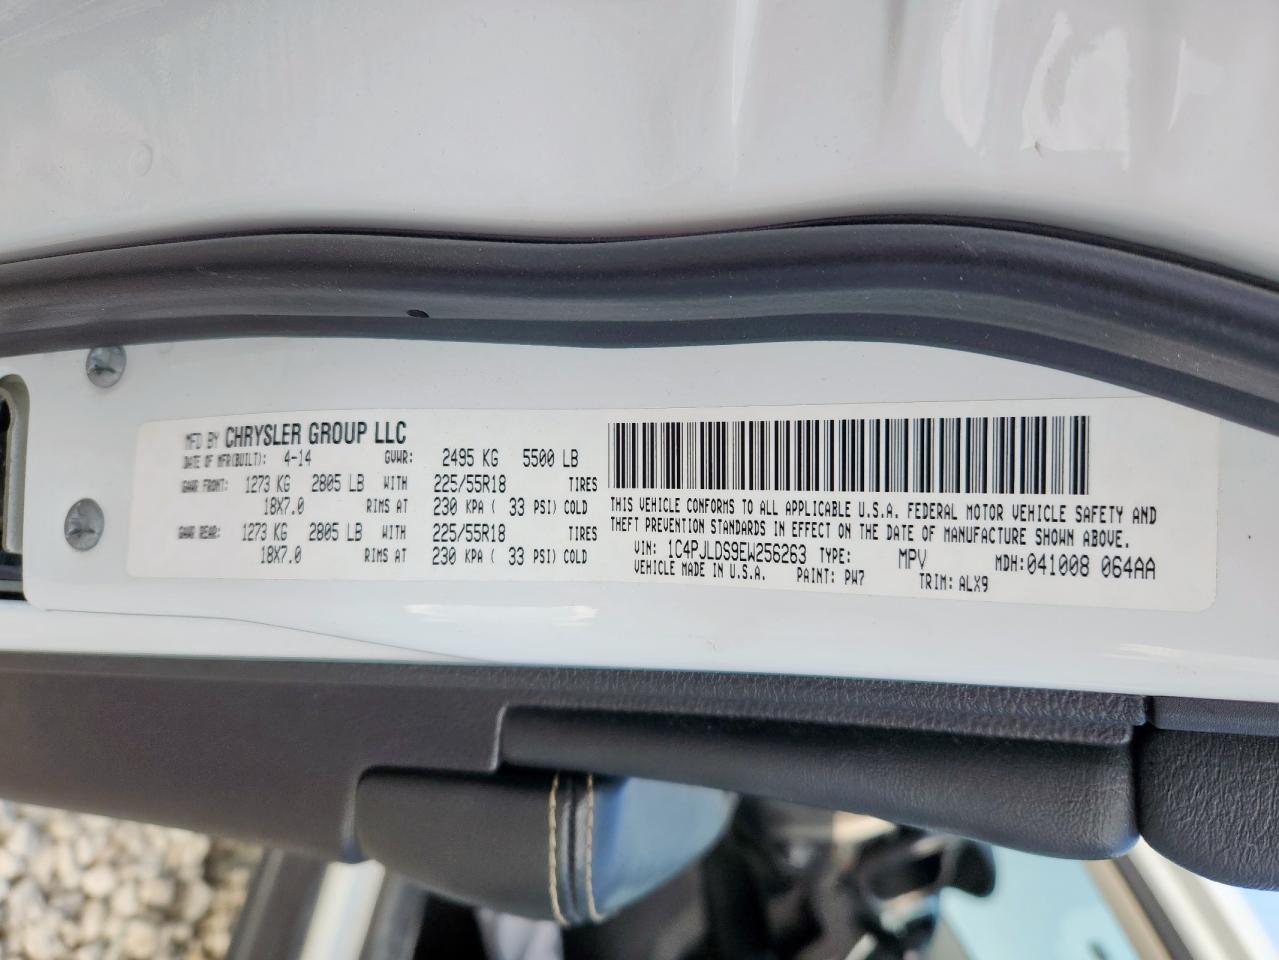 MFD BY CHRYSLER GROUP LLC
DATE OF MFR(BUILT): 4-14 GVWR: 2495 KG 5500 LB
GAWR FRONT: 1273 KG 2805 LB WITH 225/55R18 TIRES
18X7.0 RIMS AT 230 KPA ( 33 PSI) COLD
GAWR REAR: 1273 KG 2805 LB WITH 225/55R18 TIRES
18X7.0 RIMS AT 230 KPA ( 33 PSI) COLD
THIS VEHICLE CONFORMS TO ALL APPLICABLE U.S.A. FEDERAL MOTOR VEHICLE SAFETY AND
THEFT PREVENTION STANDARDS IN EFFECT ON THE DATE OF MANUFACTURE SHOWN ABOVE.
VIN: 1C4PJLDS9EW256263 TYPE: MPV MDH:041008 064AA
VEHICLE MADE IN U.S.A. PAINT: PW7 TRIM: ALX9